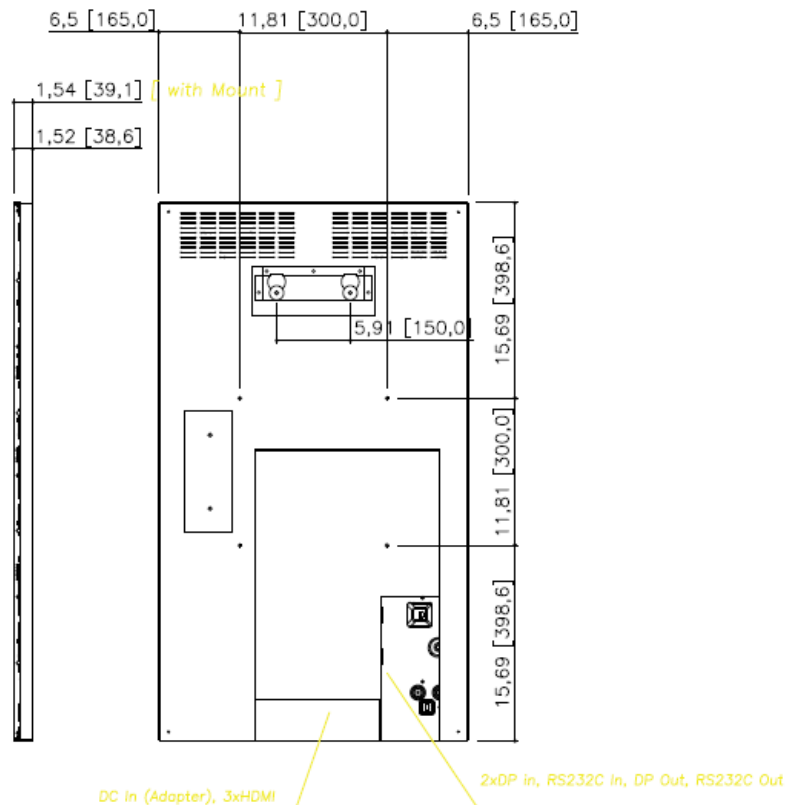 6,5 [165,0] 11,81 [300,0] 6,5 [165,0]
1,54 [39,1] [ with Mount ]
1,52 [38,6]
15,69 [398,6]
5,91 [150,0]
11,81 [300,0]
15,69 [398,6]
2xDP in, RS232C In, DP Out, RS232C Out
DC In (Adapter), 3xHDMI